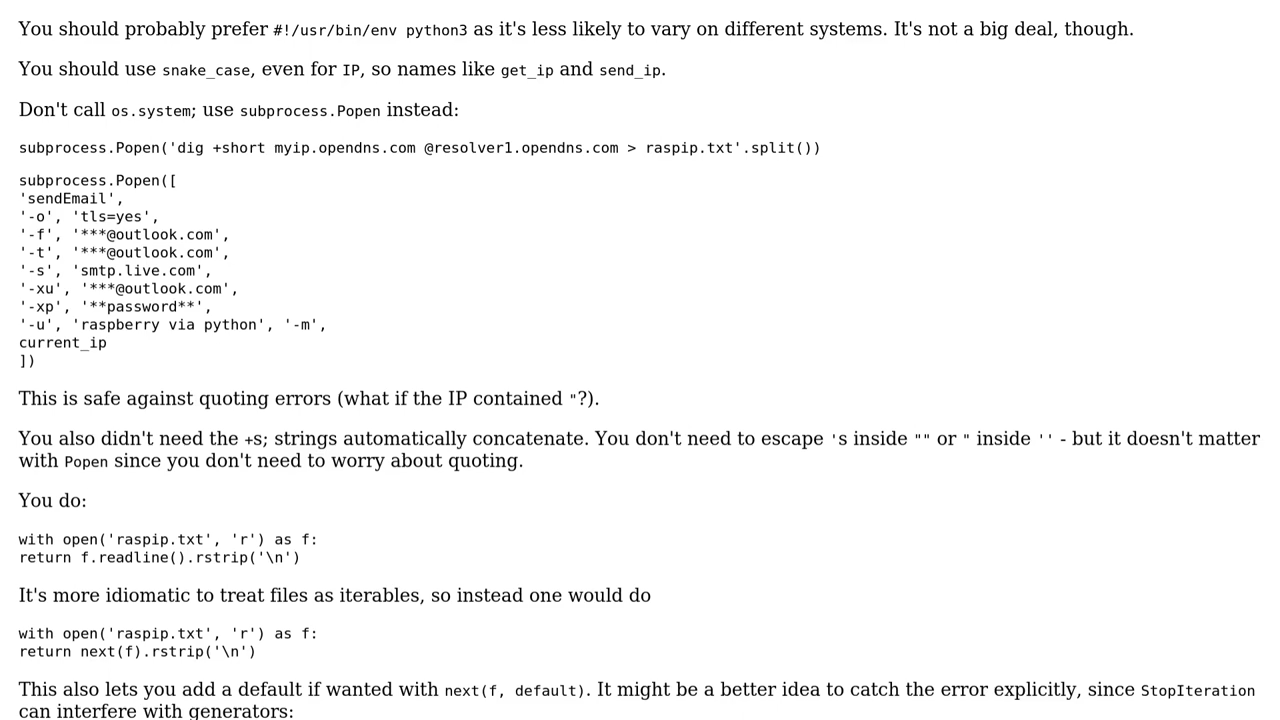 You should probably prefer #!/usr/bin/env python3 as it's less likely to vary on different systems. It's not a big deal, though.
You should use snake_case, even for IP, so names like get_ip and send_ip.
Don't call os.system; use subprocess.Popen instead:
subprocess.Popen('dig +short myip.opendns.com @resolver1.opendns.com > raspip.txt'.split())
subprocess.Popen([
'sendEmail',
'-o', 'tls=yes',
'-f', '***@outlook.com',
'-t', '***@outlook.com',
'-s', 'smtp.live.com',
'-xu', '***@outlook.com',
'-xp', '**password**',
'-u', 'raspberry via python', '-m',
current_ip
])
This is safe against quoting errors (what if the IP contained "?).
You also didn't need the +s; strings automatically concatenate. You don't need to escape 's inside "" or " inside '' - but it doesn't matter
with Popen since you don't need to worry about quoting.
You do:
with open('raspip.txt', 'r') as f:
return f.readline().rstrip('\n')
It's more idiomatic to treat files as iterables, so instead one would do
with open('raspip.txt', 'r') as f:
return next(f).rstrip('\n')
This also lets you add a default if wanted with next(f, default). It might be a better idea to catch the error explicitly, since StopIteration
can interfere with generators: